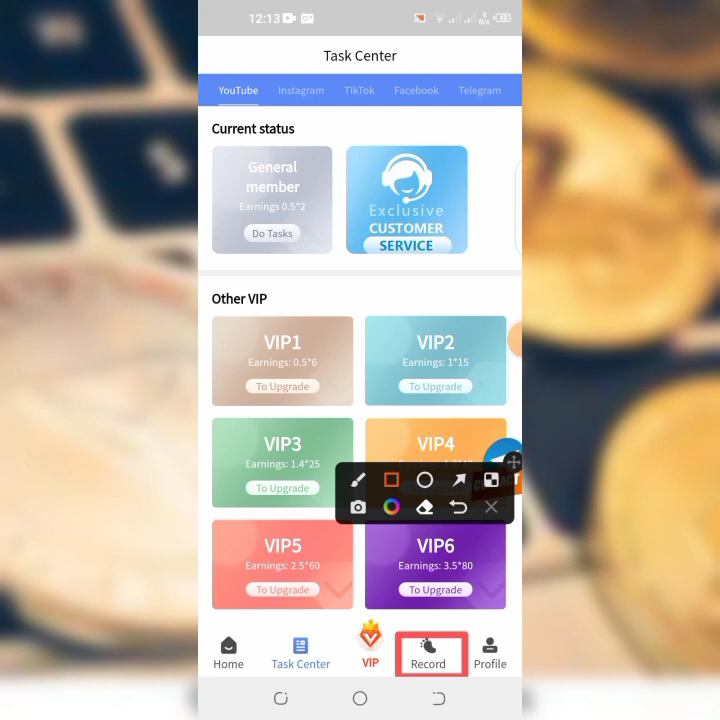 12:13
0
B/s
42
Task Center
YouTube Instagram TikTok Facebook Telegram
Current status
General
member
Earnings 0.5*2
Do Tasks
Exclusive
CUSTOMER
SERVICE
Other VIP
VIP1
Earnings: 0.5*6
To Upgrade
VIP2
Earnings: 1*15
To Upgrade
VIP3
Earnings: 1.4*25
To Upgrade
VIP4
VIP5
Earnings: 2.5*60
To Upgrade
VIP6
Earnings: 3.5*80
To Upgrade
Home Task Center VIP Record Profile